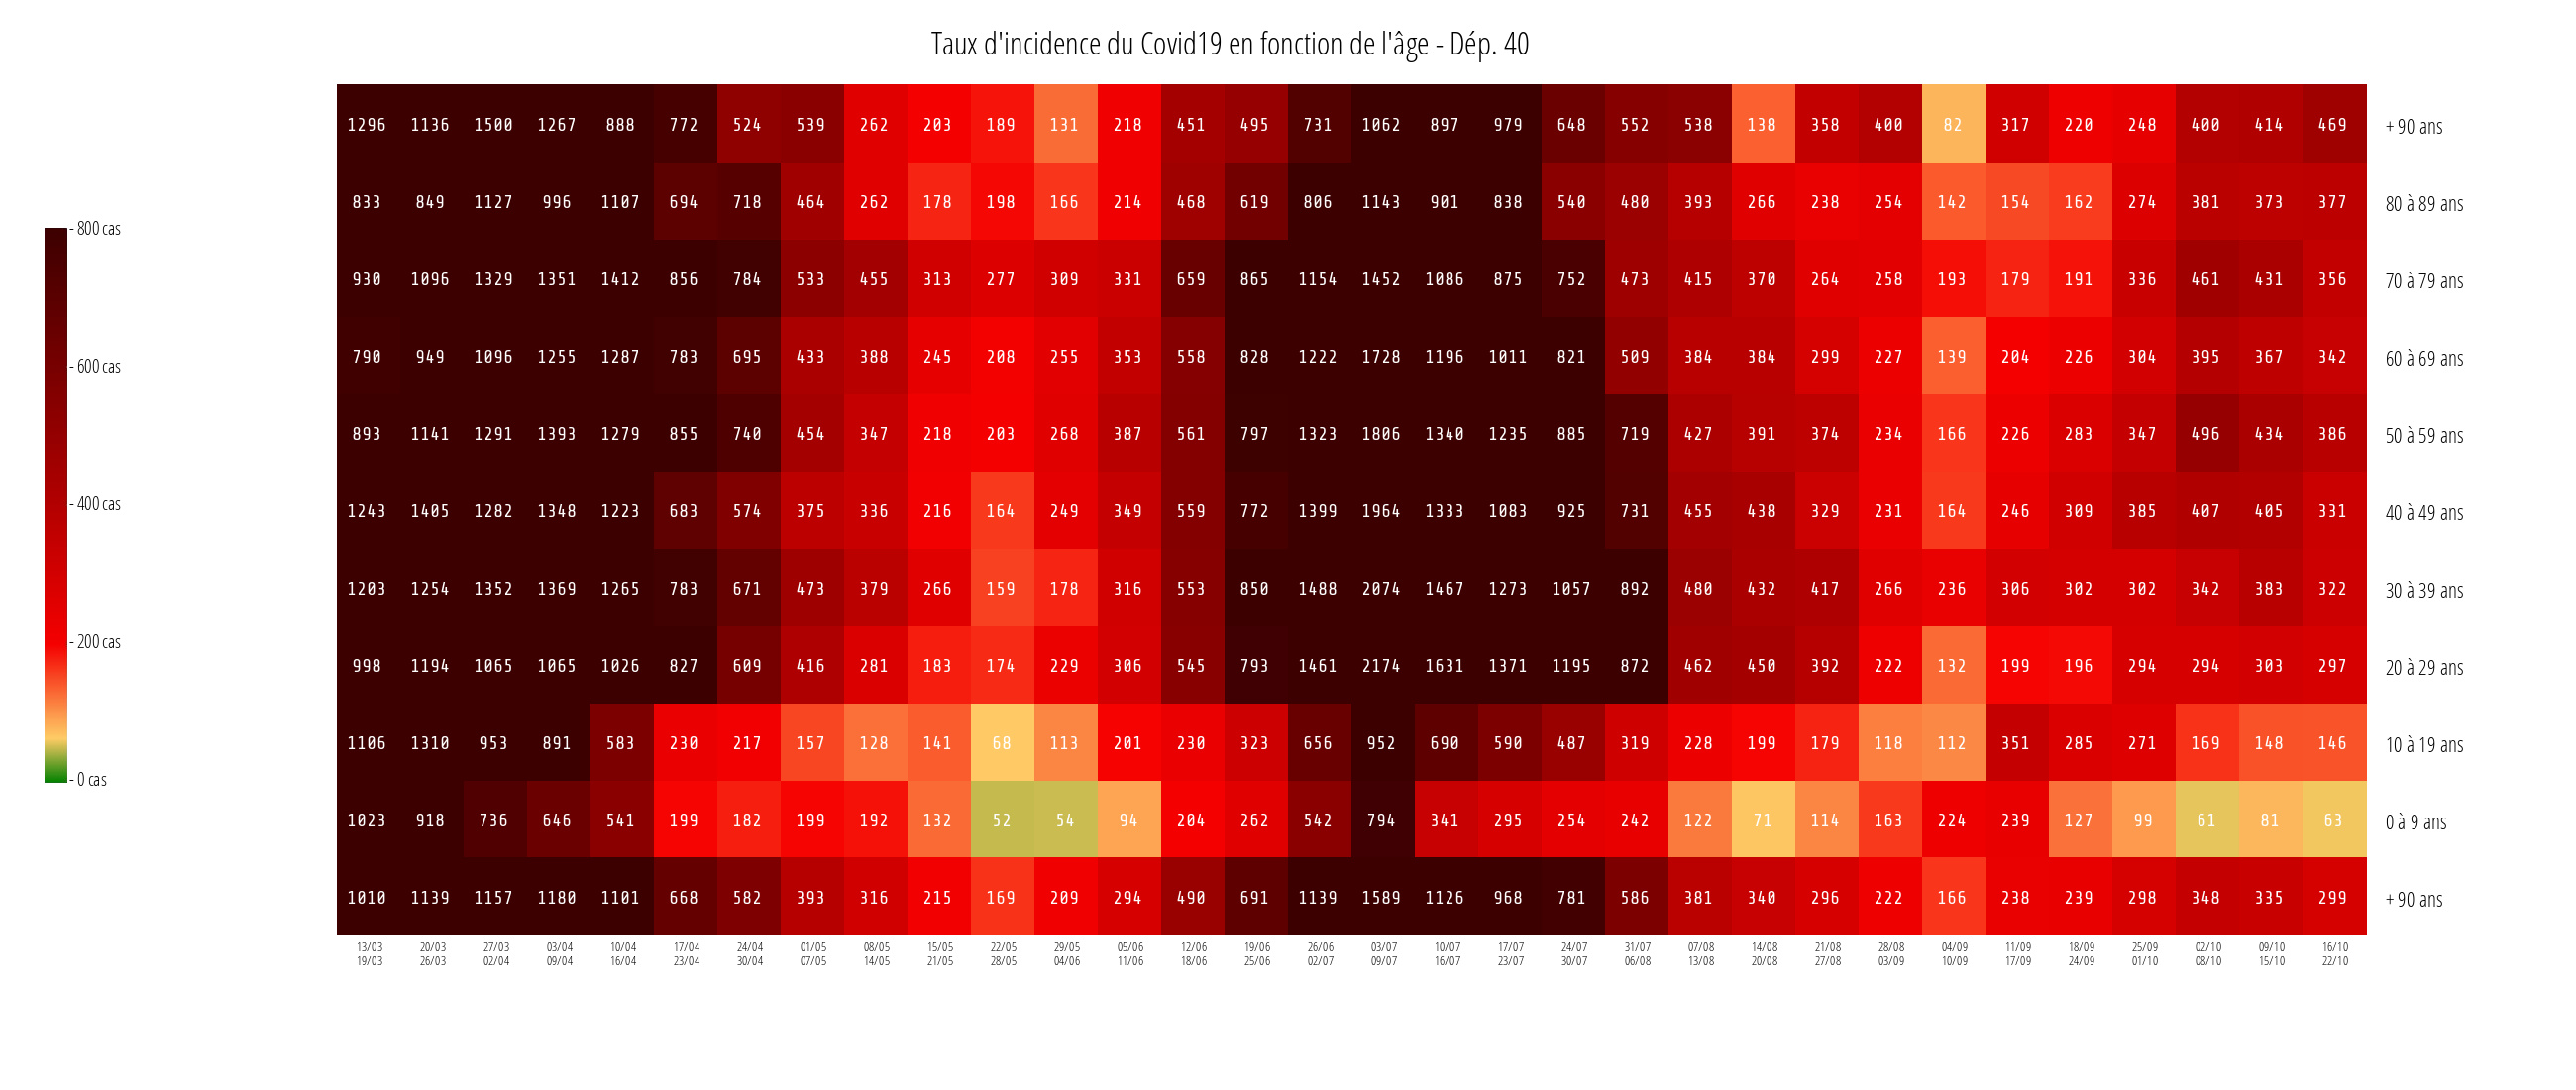 Taux d'incidence du Covid19 en fonction de l'âge - Dép. 40
1296 1136 1500 1267 888 772 524 539 262 203 189 131 218 451 495 731 1062 897 979 648 552 538 138 358 400 82 317 220 248 400 414 469 + 90 ans
833 849 1127 996 1107 694 718 464 262 178 198 166 214 468 619 806 1143 901 838 540 480 393 266 238 254 142 154 162 274 381 373 377 80 à 89 ans
930 1096 1329 1351 1412 856 784 533 455 313 277 309 331 659 865 1154 1452 1086 875 752 473 415 370 264 258 193 179 191 336 461 431 356 70 à 79 ans
790 949 1096 1255 1287 783 695 433 388 245 208 255 353 558 828 1222 1728 1196 1011 821 509 384 384 299 227 139 204 226 304 395 367 342 60 à 69 ans
893 1141 1291 1393 1279 855 740 454 347 218 203 268 387 561 797 1323 1806 1340 1235 885 719 427 391 374 234 166 226 283 347 496 434 386 50 à 59 ans
1243 1405 1282 1348 1223 683 574 375 336 216 164 249 349 559 772 1399 1964 1333 1083 925 731 455 438 329 231 164 246 309 385 407 405 331 40 à 49 ans
1203 1254 1352 1369 1265 783 671 473 379 266 159 178 316 553 850 1488 2074 1467 1273 1057 892 480 432 417 266 236 306 302 302 342 383 322 30 à 39 ans
998 1194 1065 1065 1026 827 609 416 281 183 174 229 306 545 793 1461 2174 1631 1371 1195 872 462 450 392 222 132 199 196 294 294 303 297 20 à 29 ans
1106 1310 953 891 583 230 217 157 128 141 68 113 201 230 323 656 952 690 590 487 319 228 199 179 118 112 351 285 271 169 148 146 10 à 19 ans
1023 918 736 646 541 199 182 199 192 132 52 54 94 204 262 542 794 341 295 254 242 122 71 114 163 224 239 127 99 61 81 63 0 à 9 ans
1010 1139 1157 1180 1101 668 582 393 316 215 169 209 294 490 691 1139 1589 1126 968 781 586 381 340 296 222 166 238 239 298 348 335 299 + 90 ans
13/03 20/03 27/03 03/04 10/04 17/04 24/04 01/05 08/05 15/05 22/05 29/05 05/06 12/06 19/06 26/06 03/07 10/07 17/07 24/07 31/07 07/08 14/08 21/08 28/08 04/09 11/09 18/09 25/09 02/10 09/10 16/10
19/03 26/03 02/04 09/04 16/04 23/04 30/04 07/05 14/05 21/05 28/05 04/06 11/06 18/06 25/06 02/07 09/07 16/07 23/07 30/07 06/08 13/08 20/08 27/08 03/09 10/09 17/09 24/09 01/10 08/10 15/10 22/10
- 800 cas
- 600 cas
- 400 cas
- 200 cas
- 0 cas